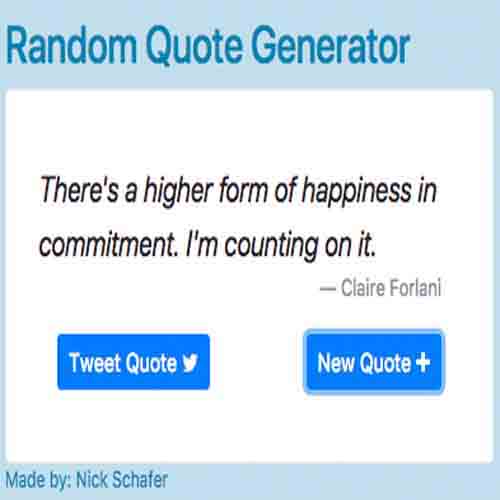 Random Quote Generator
There's a higher form of happiness in
commitment. I'm counting on it.
— Claire Forlani
Tweet Quote
New Quote +
Made by: Nick Schafer